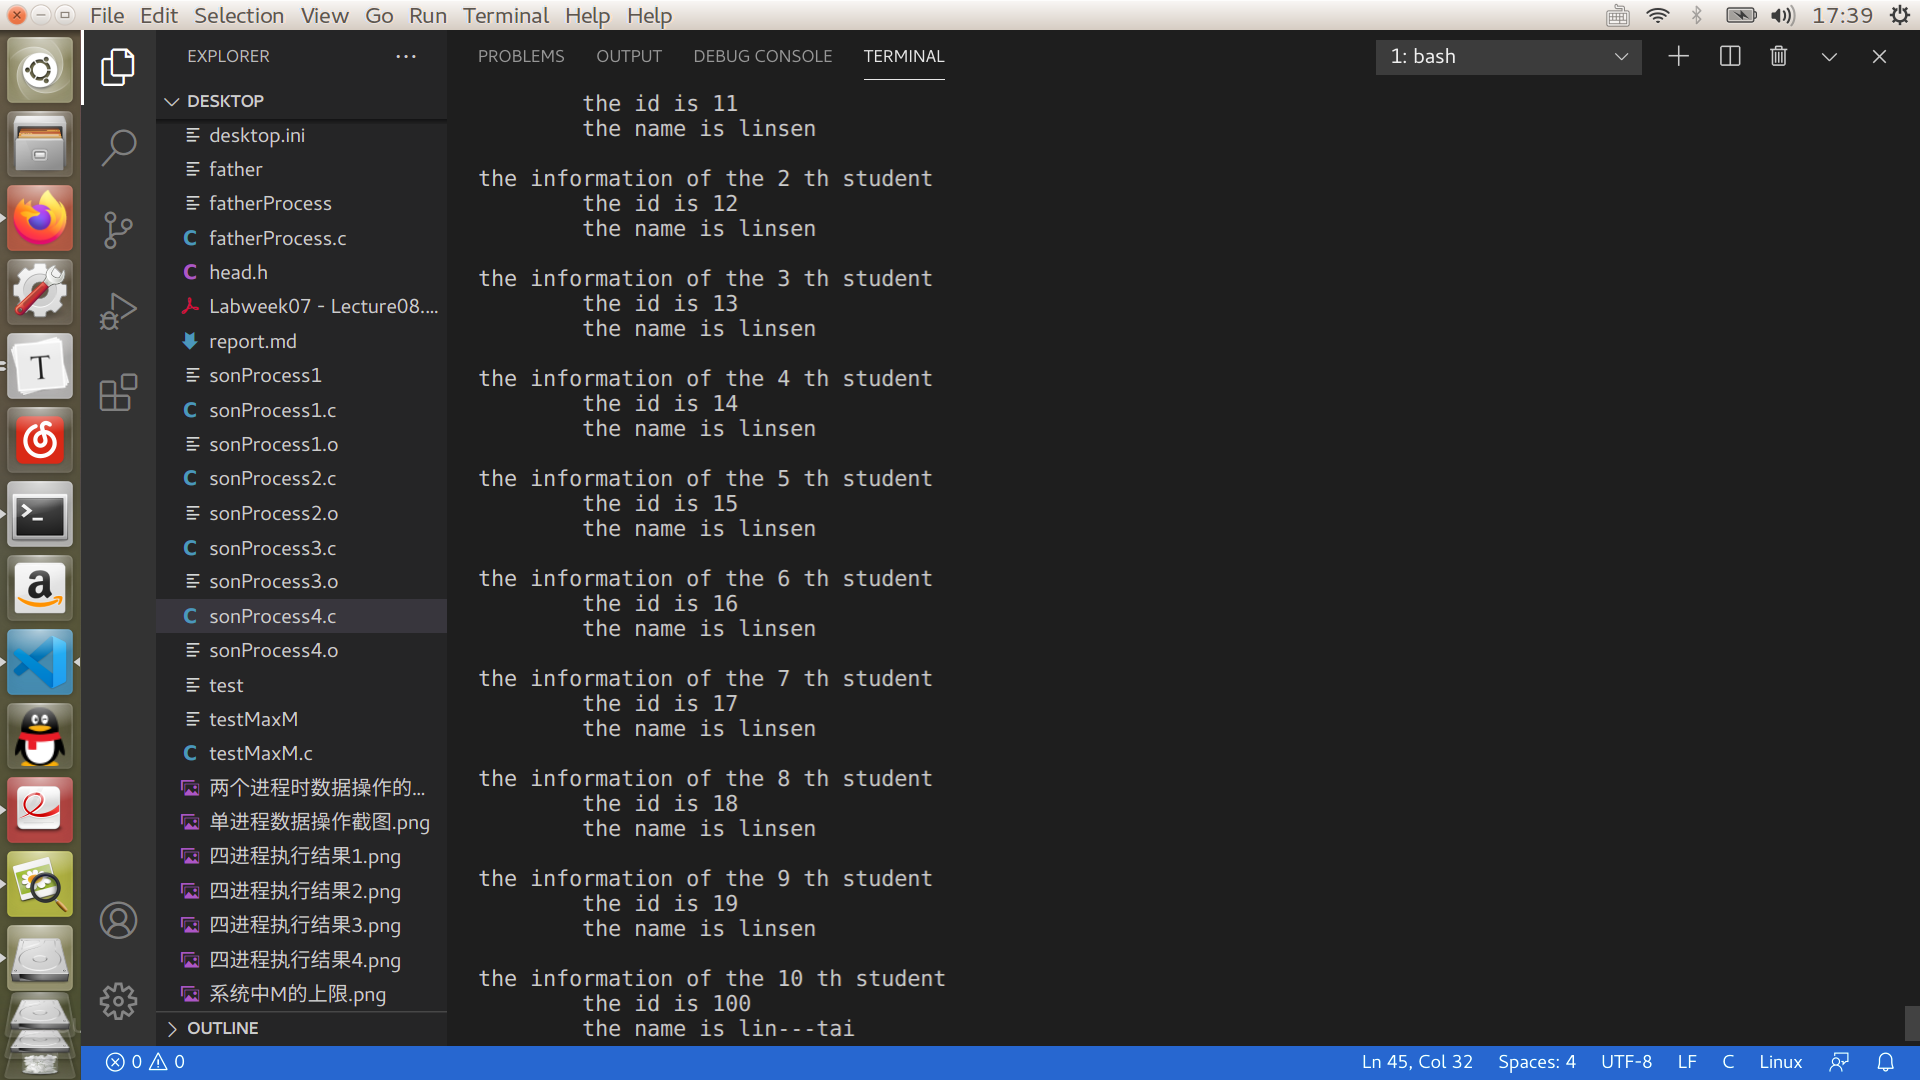 File Edit Selection View Go Run Terminal Help Help
17:39
EXPLORER
PROBLEMS OUTPUT DEBUG CONSOLE TERMINAL
1: bash
DESKTOP
desktop.ini
father
fatherProcess
fatherProcess.c
head.h
Labweek07 - Lecture08....
report.md
sonProcess1
sonProcess1.c
sonProcess1.o
sonProcess2.c
sonProcess2.o
sonProcess3.c
sonProcess3.o
sonProcess4.c
sonProcess4.o
test
testMaxM
testMaxM.c
两个进程时数据操作的...
单进程数据操作截图.png
四进程执行结果1.png
四进程执行结果2.png
四进程执行结果3.png
四进程执行结果4.png
系统中M的上限.png
OUTLINE
the id is 11
the name is linsen
the information of the 2 th student
the id is 12
the name is linsen
the information of the 3 th student
the id is 13
the name is linsen
the information of the 4 th student
the id is 14
the name is linsen
the information of the 5 th student
the id is 15
the name is linsen
the information of the 6 th student
the id is 16
the name is linsen
the information of the 7 th student
the id is 17
the name is linsen
the information of the 8 th student
the id is 18
the name is linsen
the information of the 9 th student
the id is 19
the name is linsen
the information of the 10 th student
the id is 100
the name is lin---tai
0 0
Ln 45, Col 32 Spaces: 4 UTF-8 LF C Linux